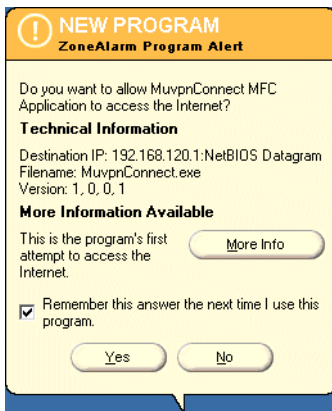 NEW PROGRAM
ZoneAlarm Program Alert
Do you want to allow MuvpnConnect MFC
Application to access the Internet?
Technical Information
Destination IP: 192.168.120.1:NetBIOS Datagram
Filename: MuvpnConnect.exe
Version: 1, 0, 0, 1
More Information Available
This is the program's first
attempt to access the
Internet.
More Info
Remember this answer the next time I use this
program.
Yes
No